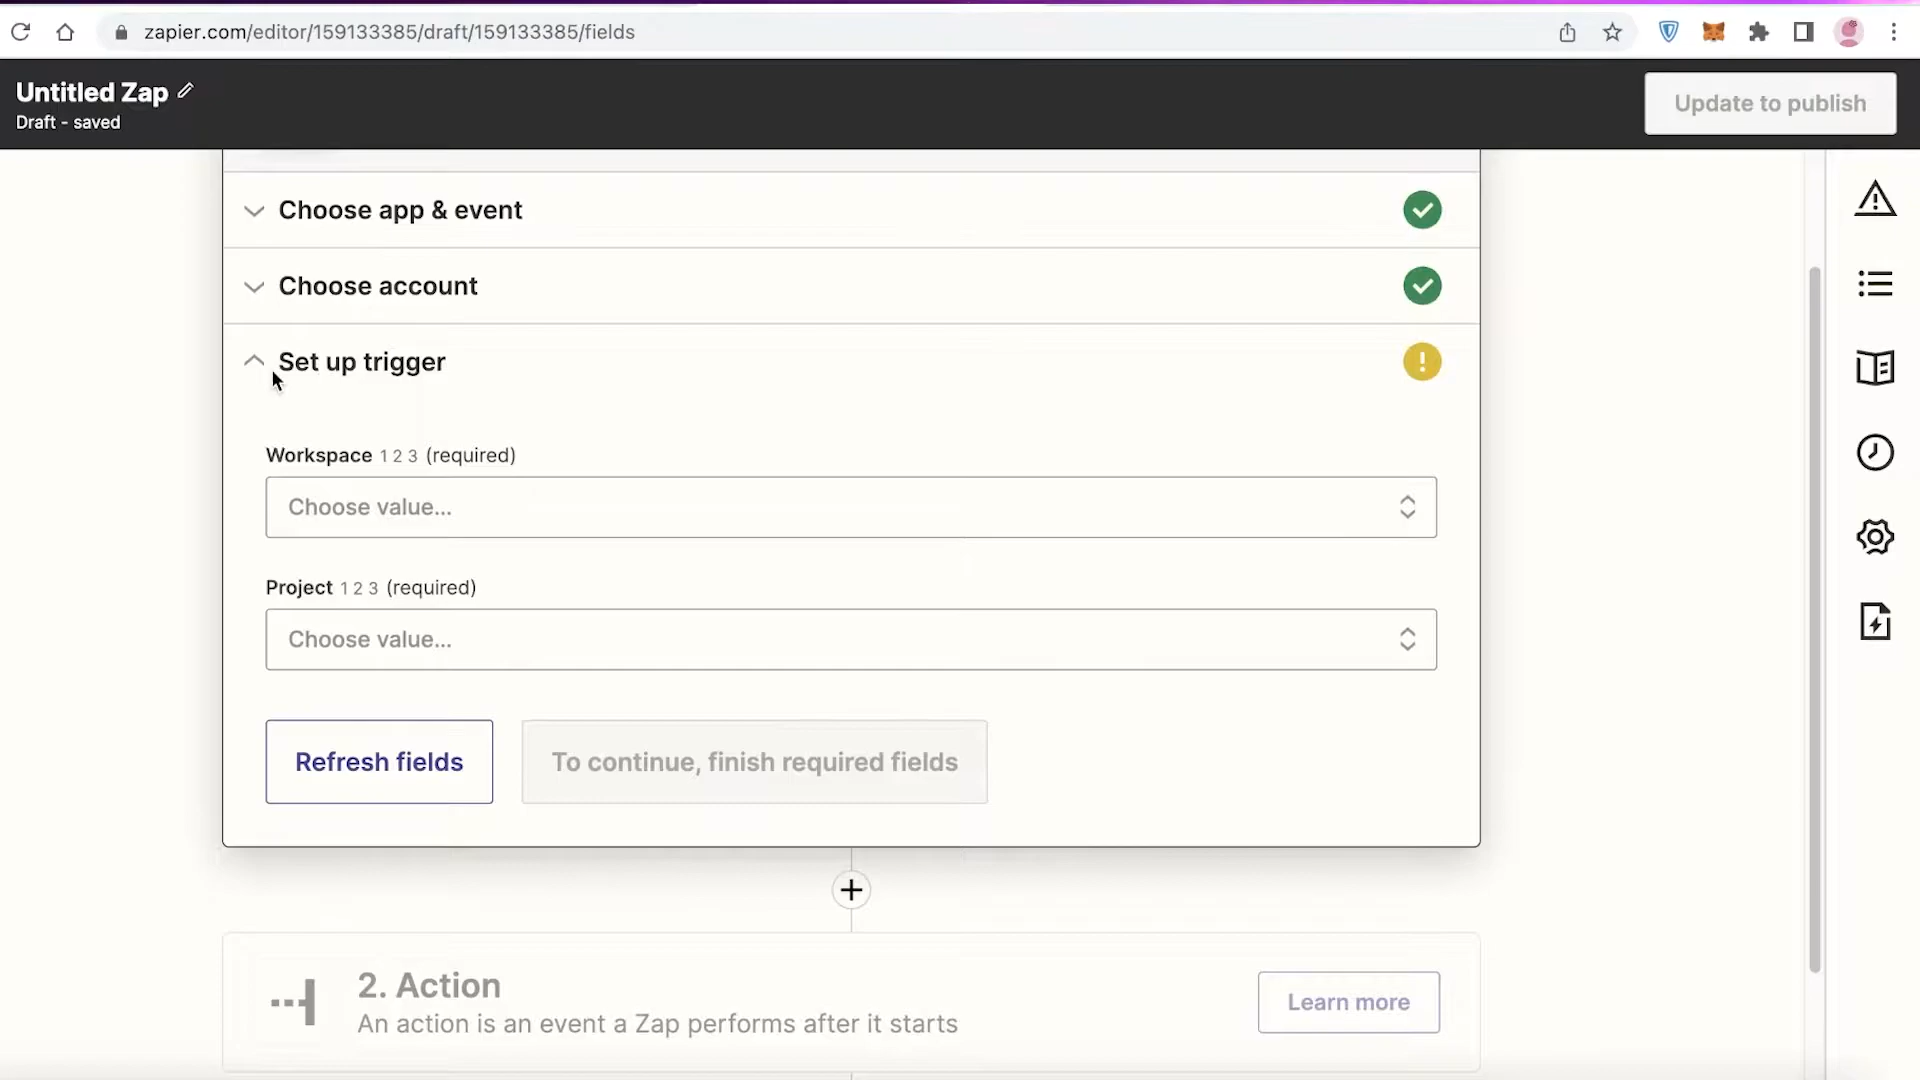 zapier.com/editor/159133385/draft/159133385/fields
Untitled Zap
Draft - saved
Update to publish
Choose app & event
Choose account
Set up trigger
Workspace 1 2 3 (required)
Choose value...
Project 1 2 3 (required)
Choose value...
Refresh fields
To continue, finish required fields
2. Action
An action is an event a Zap performs after it starts
Learn more